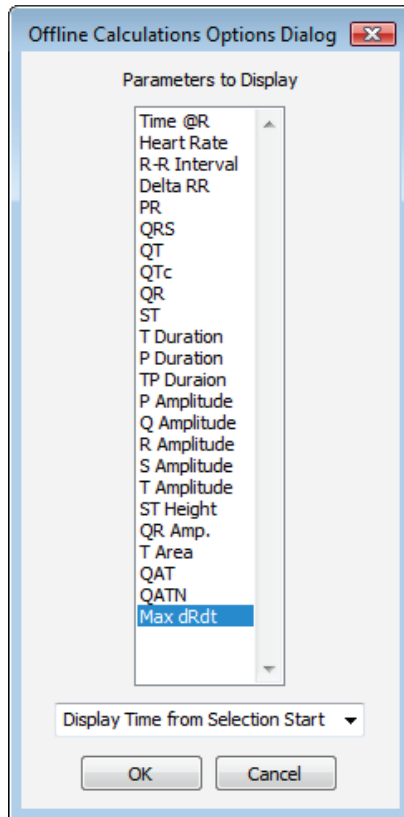 Offline Calculations Options Dialog
Parameters to Display
Time @R
Heart Rate
R-R Interval
Delta RR
PR
QRS
QT
QTc
QR
ST
T Duration
P Duration
TP Duraion
P Amplitude
Q Amplitude
R Amplitude
S Amplitude
T Amplitude
ST Height
QR Amp.
T Area
QAT
QATN
Max dRdt
Display Time from Selection Start
OK Cancel